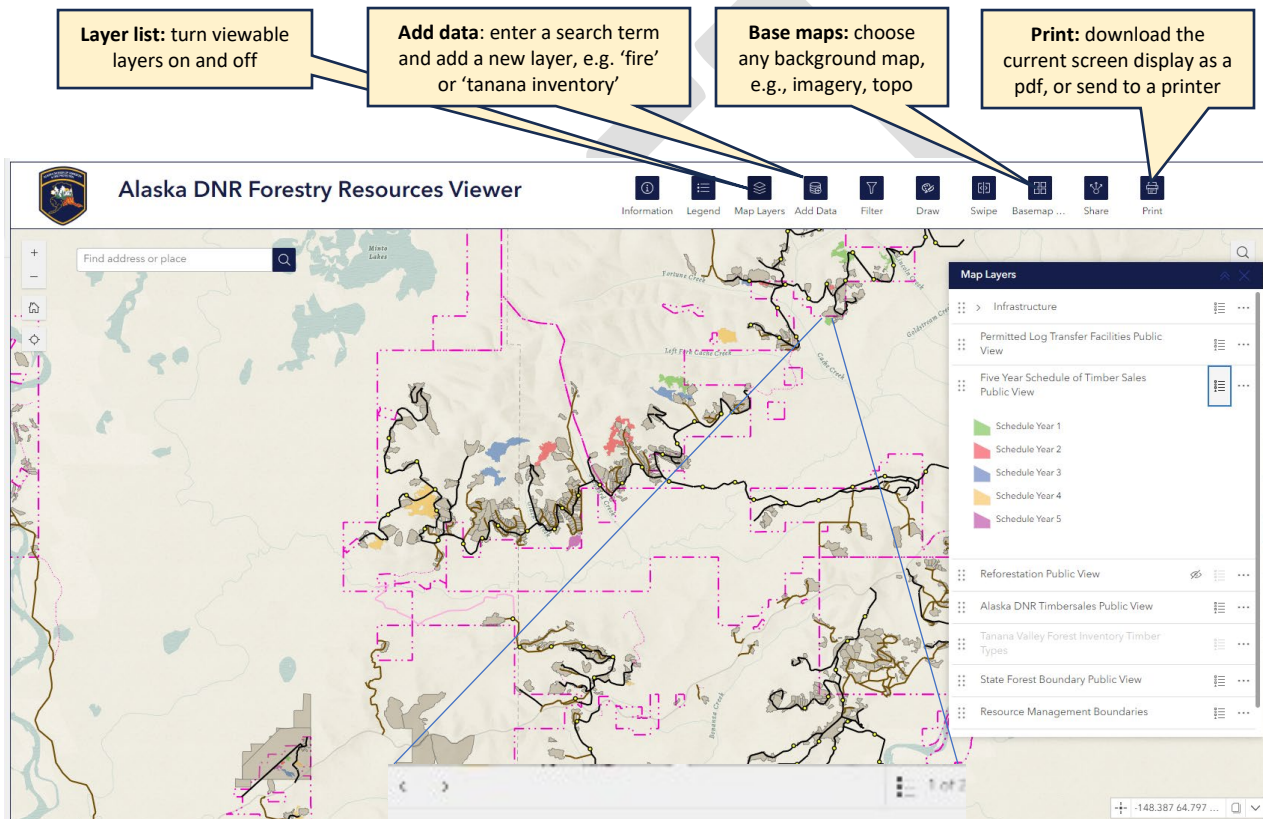 Layer list: turn viewable
layers on and off
Add data: enter a search term
and add a new layer, e.g. ‘fire’
or ‘tanana inventory’
Base maps: choose
any background map,
e.g., imagery, topo
Print: download the
current screen display as a
pdf, or send to a printer
Alaska DNR Forestry Resources Viewer
Information
Legend
Map Layers
Add Data
Filter
Draw
Swipe
Basemap ...
Share
Print
+
−
Find address or place
Minto
Lakes
Fortune Creek
Left Fork Cache Creek
Cache Creek
Bonanza Creek
Map Layers
Infrastructure
Permitted Log Transfer Facilities Public
View
Five Year Schedule of Timber Sales
Public View
Schedule Year 1
Schedule Year 2
Schedule Year 3
Schedule Year 4
Schedule Year 5
Reforestation Public View
Alaska DNR Timbersales Public View
Tanana Valley Forest Inventory Timber
Types
State Forest Boundary Public View
Resource Management Boundaries
1 of 2
-148.387 64.797 ...